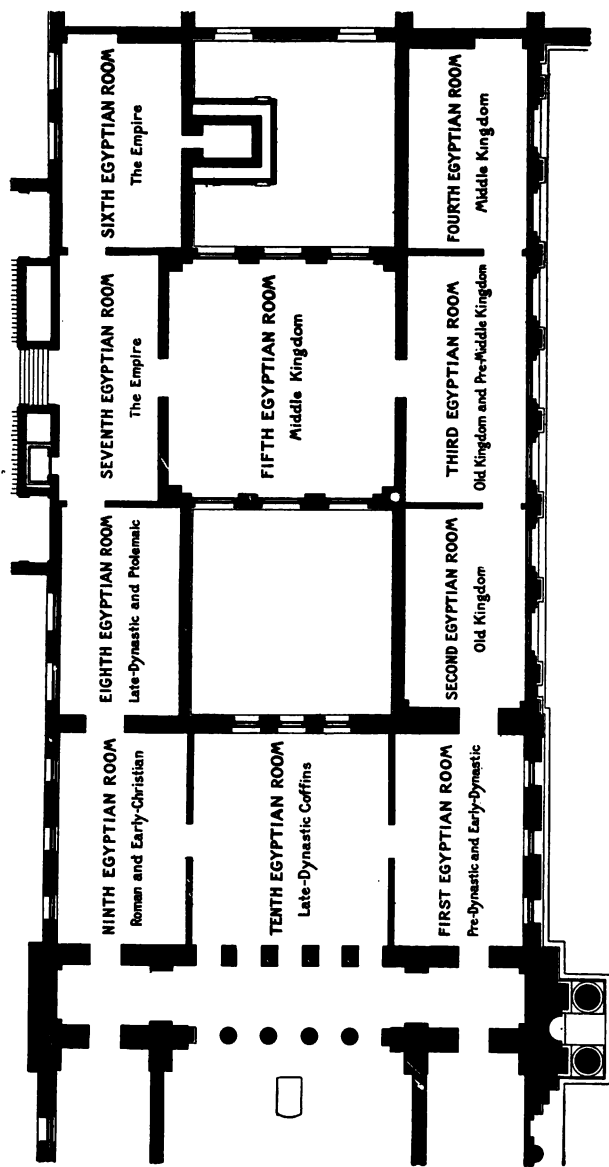 FIRST EGYPTIAN ROOM
Pre-Dynastic and Early-Dynastic
SECOND EGYPTIAN ROOM
Old Kingdom
THIRD EGYPTIAN ROOM
Old Kingdom and Pre-Middle Kingdom
FOURTH EGYPTIAN ROOM
Middle Kingdom
FIFTH EGYPTIAN ROOM
Middle Kingdom
SIXTH EGYPTIAN ROOM
The Empire
SEVENTH EGYPTIAN ROOM
The Empire
EIGHTH EGYPTIAN ROOM
Late-Dynastic and Ptolemaic
NINTH EGYPTIAN ROOM
Roman and Early-Christian
TENTH EGYPTIAN ROOM
Late-Dynastic Coffins